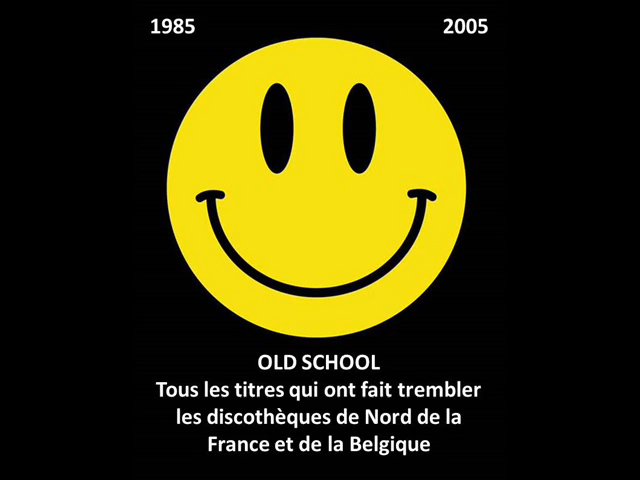 1985 2005
OLD SCHOOL
Tous les titres qui ont fait trembler
les discothèques de Nord de la
France et de la Belgique